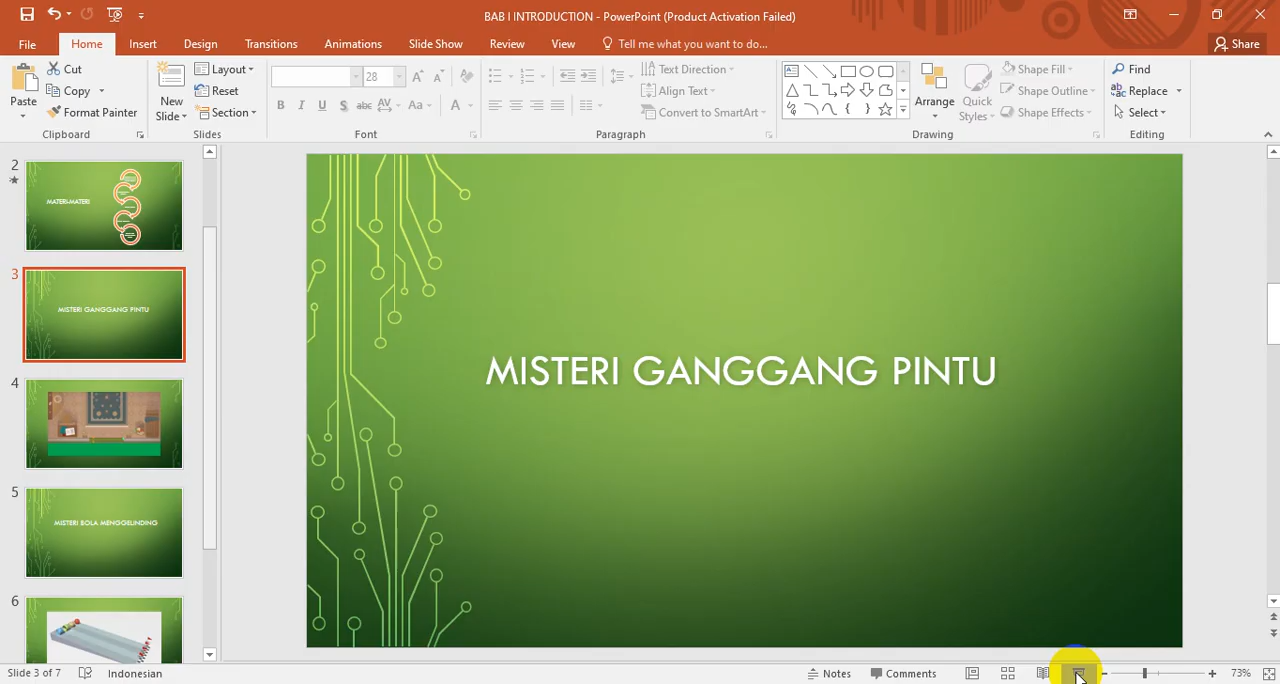 BAB I INTRODUCTION - PowerPoint (Product Activation Failed)
File Home Insert Design Transitions Animations Slide Show Review View Tell me what you want to do... Share
Paste
Cut
Copy
Format Painter
Clipboard
New Slide
Layout
Reset
Section
Slides
28
B I U S abc AV Aa A
Font
Text Direction
Align Text
Convert to SmartArt
Paragraph
Arrange
Quick Styles
Shape Fill
Shape Outline
Shape Effects
Drawing
Find
Replace
Select
Editing
2
MATERI-MATERI
3
MISTERI GANGGANG PINTU
4
5
MISTERI BOLA MENGGELINDING
6
MISTERI GANGGANG PINTU
Slide 3 of 7 Indonesian Notes Comments 73%